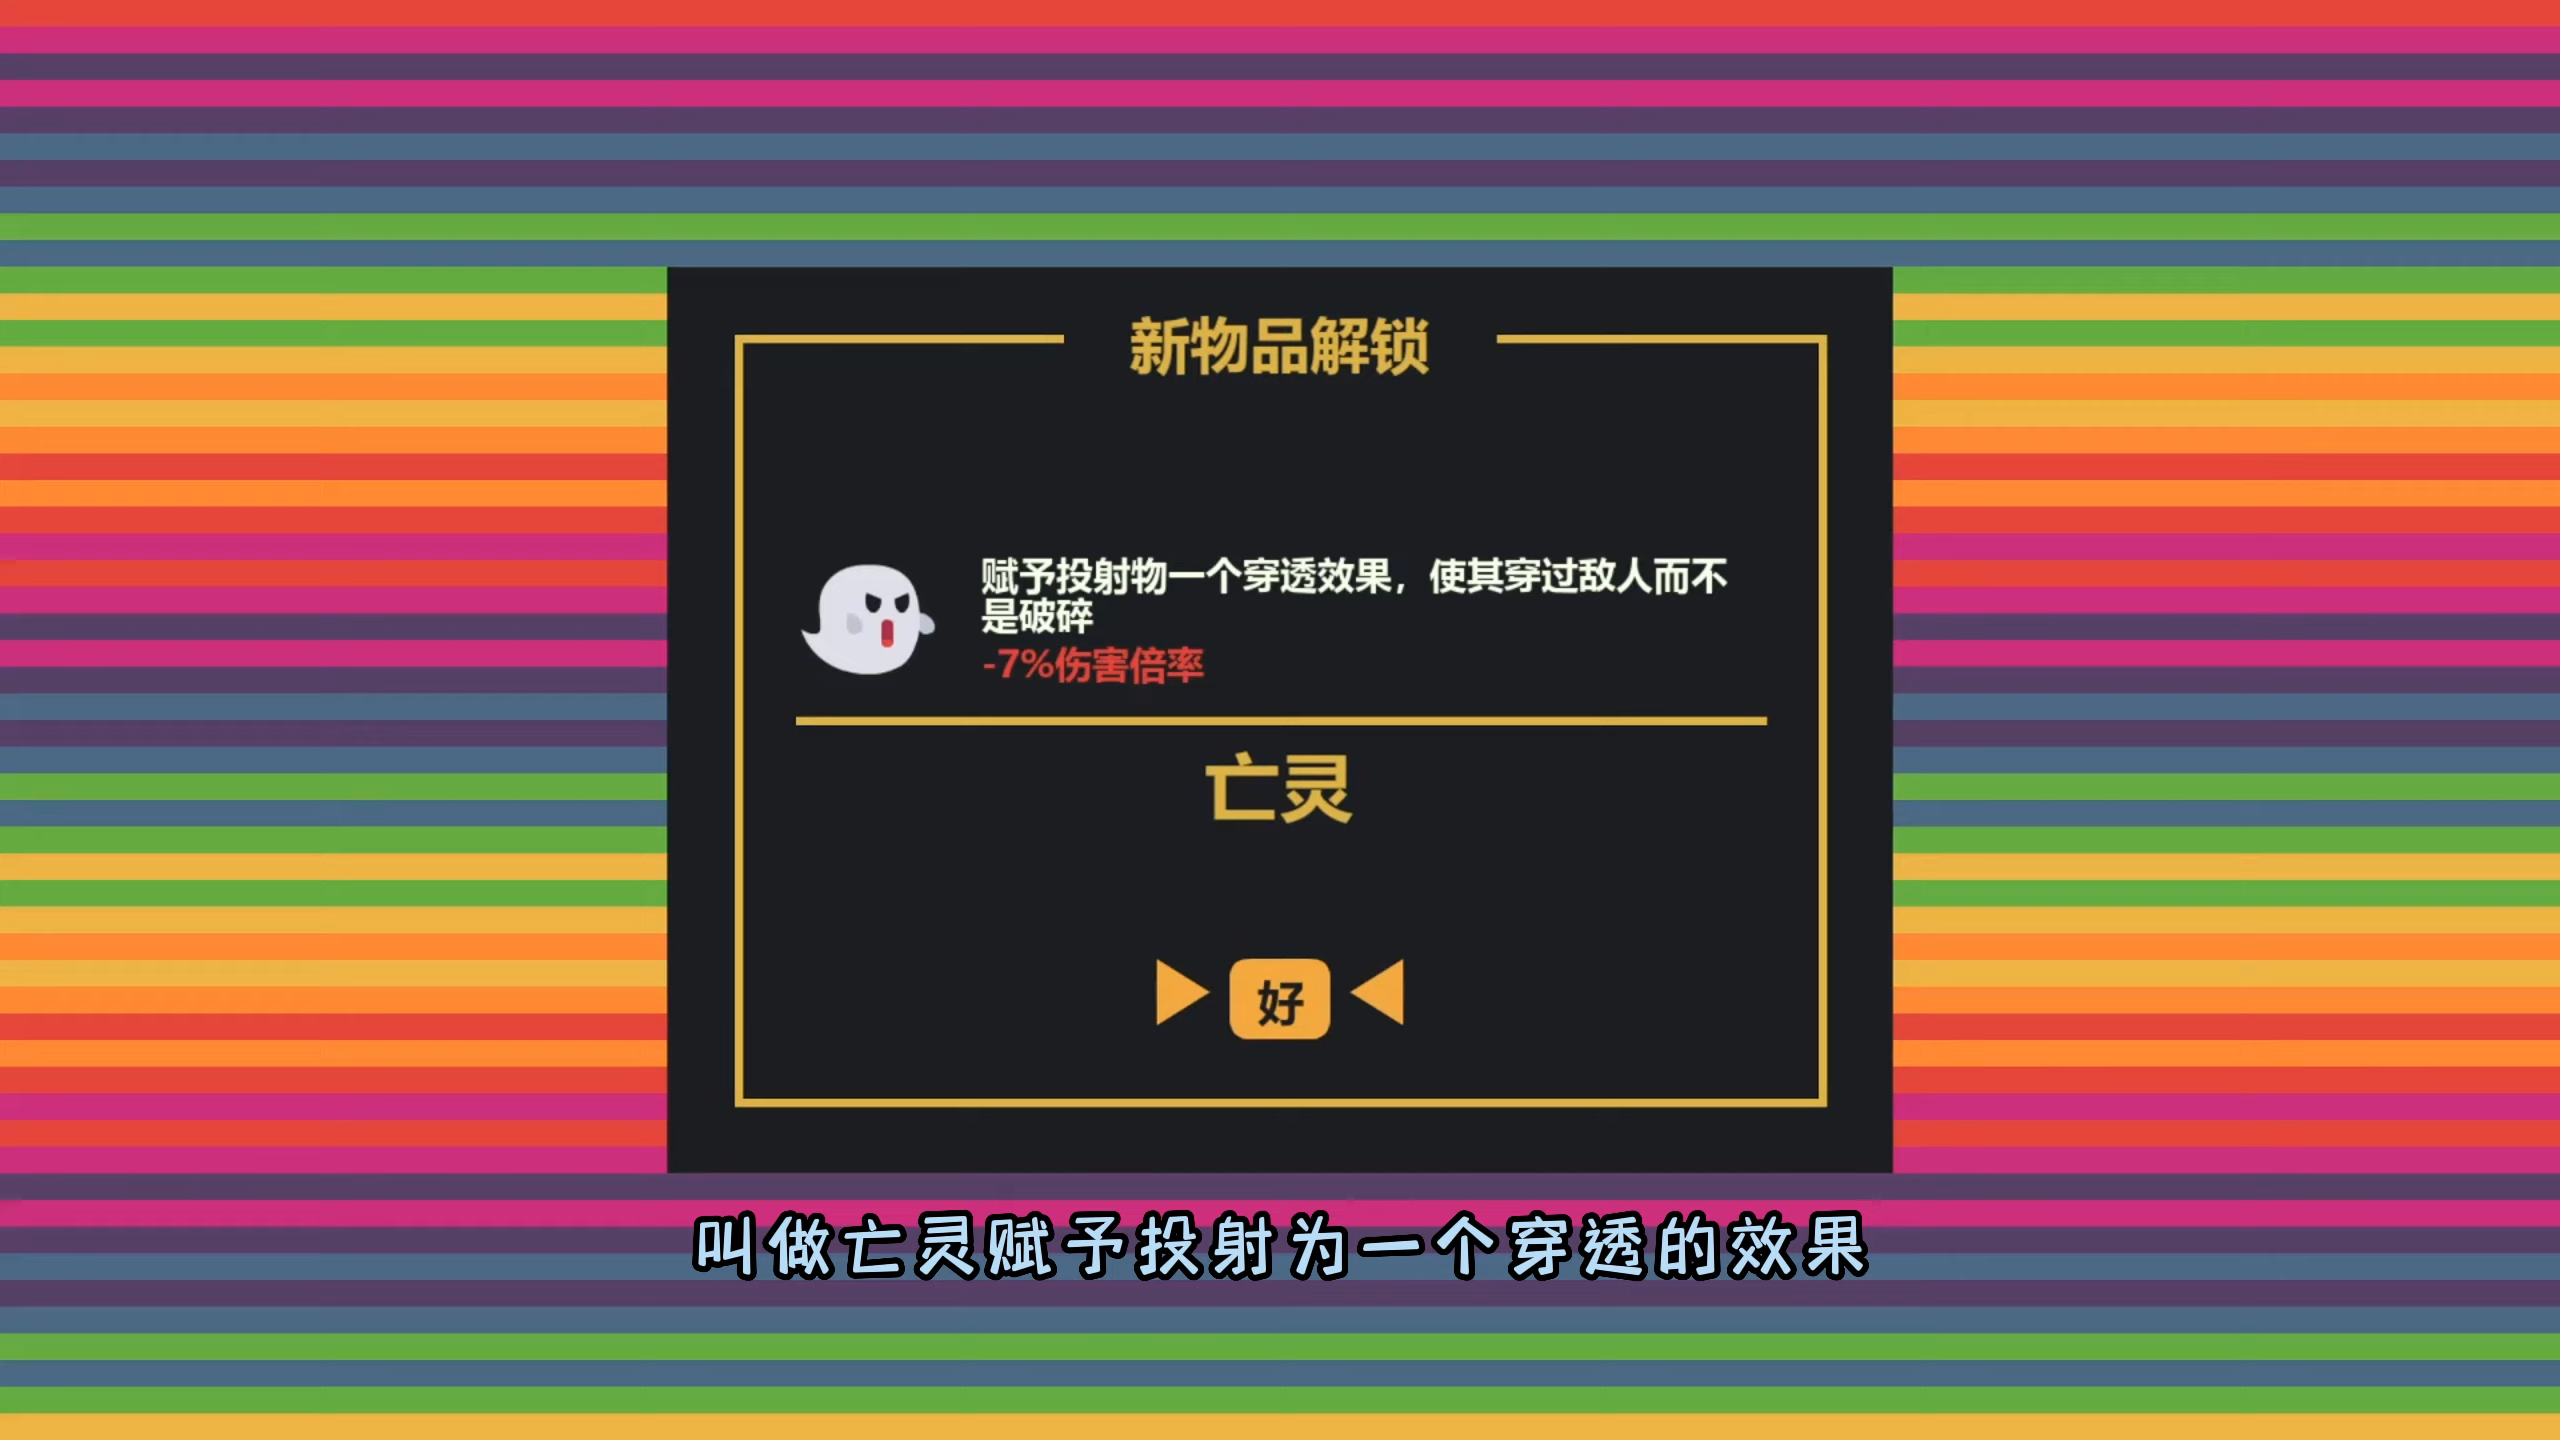 新物品解锁
赋予投射物一个穿透效果，使其穿过敌人而不
是破碎
-7%伤害倍率
亡灵
好
叫做亡灵赋予投射为一个穿透的效果